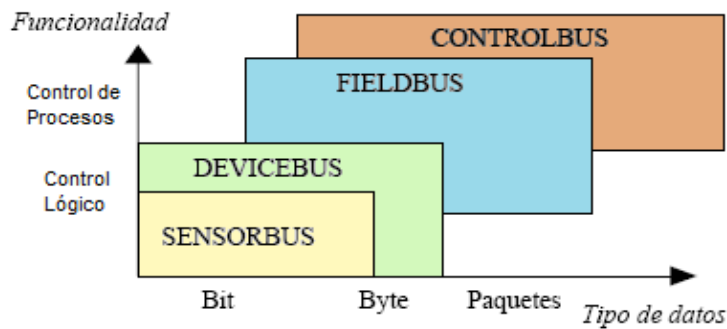 Funcionalidad
CONTROLBUS
FIELDBUS
Control de
Procesos
DEVICEBUS
Control
Lógico
SENSORBUS
Bit
Byte
Paquetes
Tipo de datos